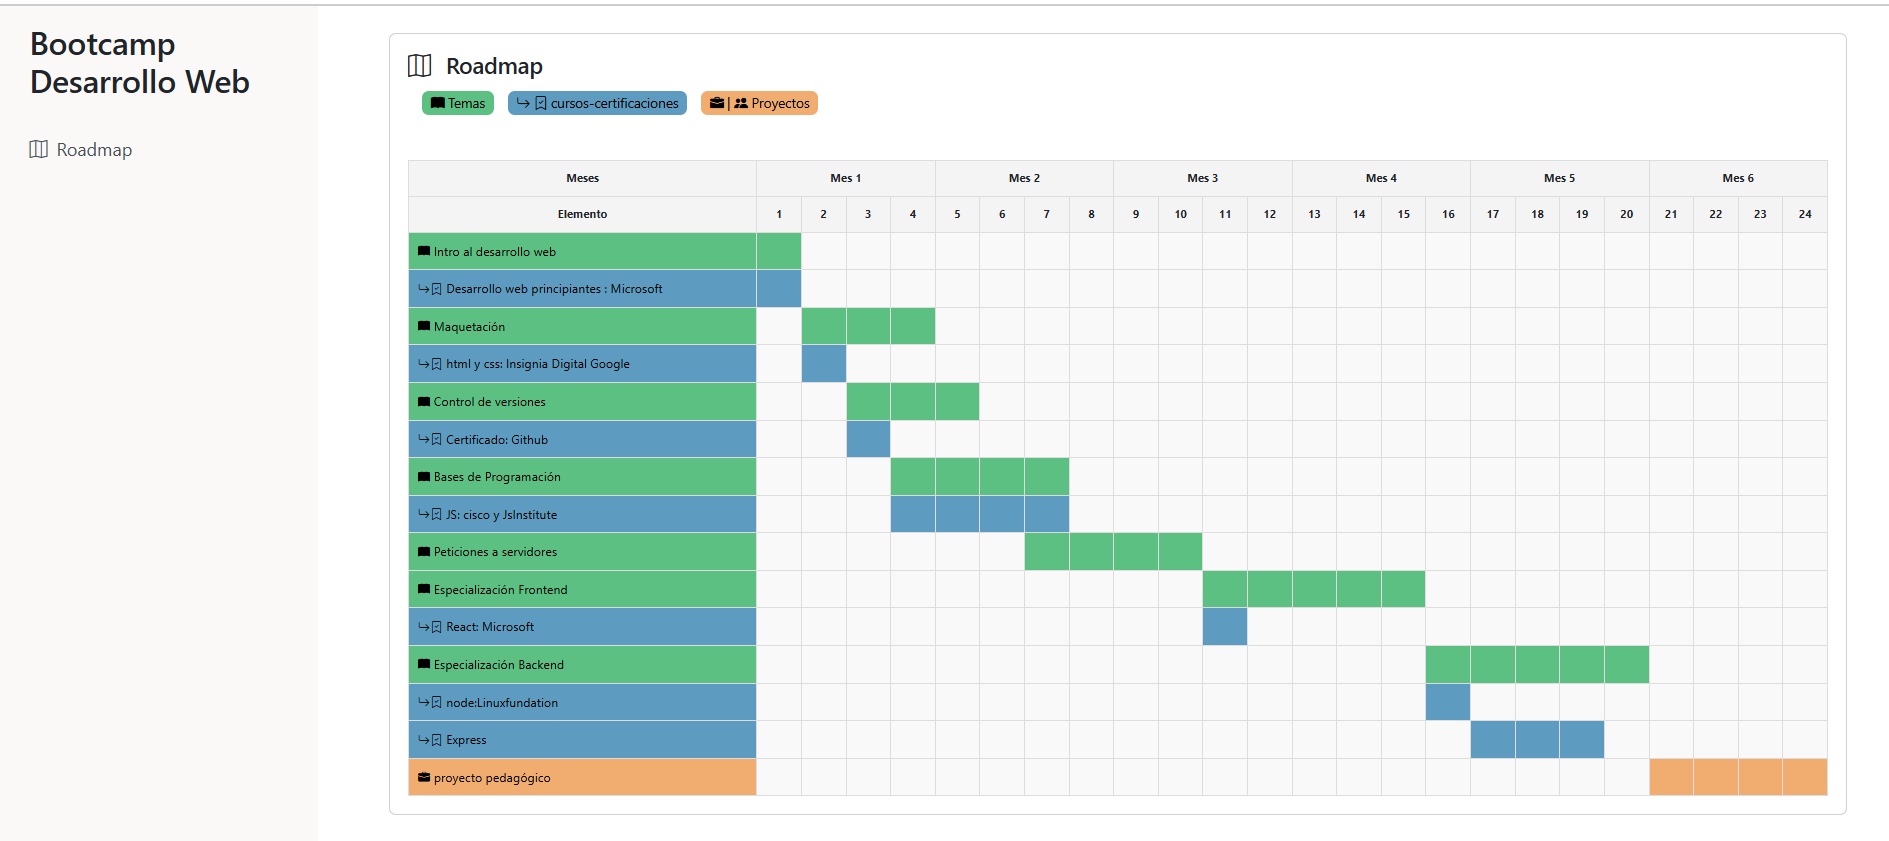 Bootcamp
Desarrollo Web
Roadmap
Roadmap
Temas cursos-certificaciones | Proyectos
Meses Mes 1 Mes 2 Mes 3 Mes 4 Mes 5 Mes 6
Elemento 1 2 3 4 5 6 7 8 9 10 11 12 13 14 15 16 17 18 19 20 21 22 23 24
Intro al desarrollo web
Desarrollo web principiantes : Microsoft
Maquetación
html y css: Insignia Digital Google
Control de versiones
Certificado: Github
Bases de Programación
JS: cisco y JsInstitute
Peticiones a servidores
Especialización Frontend
React: Microsoft
Especialización Backend
node:Linuxfundation
Express
proyecto pedagógico